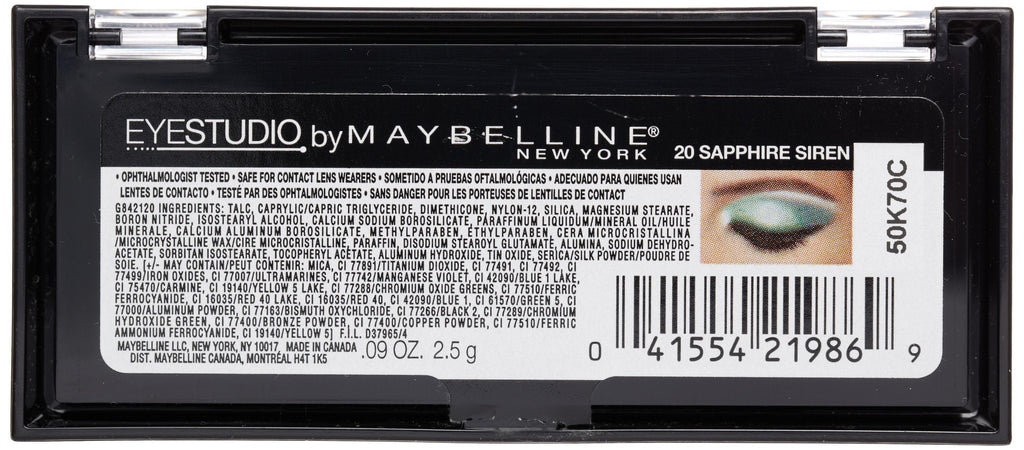 EYESTUDIO by MAYBELLINE®
NEW YORK
20 SAPPHIRE SIREN
• OPHTHALMOLOGIST TESTED • SAFE FOR CONTACT LENS WEARERS • SOMETIDO A PRUEBAS OFTALMOLÓGICAS • ADECUADO PARA QUIENES USAN
LENTES DE CONTACTO • TESTÉ PAR DES OPHTALMOLOGISTES • SANS DANGER POUR LES PORTEUSES DE LENTILLES DE CONTACT
G842120 INGREDIENTS: TALC, CAPRYLIC/CAPRIC TRIGLYCERIDE, DIMETHICONE, NYLON-12, SILICA, MAGNESIUM STEARATE,
BORON NITRIDE, ISOSTEARYL ALCOHOL, CALCIUM SODIUM BOROSILICATE, PARAFFINUM LIQUIDUM/MINERAL OIL/HUILE
MINERALE, CALCIUM ALUMINUM BOROSILICATE, METHYLPARABEN, ETHYLPARABEN, CERA MICROCRISTALLINA
/MICROCRYSTALLINE WAX/CIRE MICROCRISTALLINE, PARAFFIN, DISODIUM STEAROYL GLUTAMATE, ALUMINA, SODIUM DEHYDRO-
ACETATE, SORBITAN ISOSTEARATE, TOCOPHERYL ACETATE, ALUMINUM HYDROXIDE, TIN OXIDE, SERICA/SILK POWDER/POUDRE DE
SOIE. [+/- MAY CONTAIN/PEUT CONTENIR: MICA, CI 77891/TITANIUM DIOXIDE, CI 77491, CI 77492, CI
77499/IRON OXIDES, CI 77007/ULTRAMARINES, CI 77742/MANGANESE VIOLET, CI 42090/BLUE 1 LAKE,
CI 75470/CARMINE, CI 19140/YELLOW 5 LAKE, CI 77288/CHROMIUM OXIDE GREENS, CI 77510/FERRIC
FERROCYANIDE, CI 16035/RED 40 LAKE, CI 16035/RED 40, CI 42090/BLUE 1, CI 61570/GREEN 5, CI
77000/ALUMINUM POWDER, CI 77163/BISMUTH OXYCHLORIDE, CI 77266/BLACK 2, CI 77289/CHROMIUM
HYDROXIDE GREEN, CI 77400/BRONZE POWDER, CI 77400/COPPER POWDER, CI 77510/FERRIC
AMMONIUM FERROCYANIDE, CI 19140/YELLOW 5] F.I.L. D37965/4
MAYBELLINE LLC, NEW YORK, NY 10017, MADE IN CANADA
DIST. MAYBELLINE CANADA, MONTRÉAL H4T 1K5
.09 OZ. 2.5 g
50K70C
0 41554 21986 9